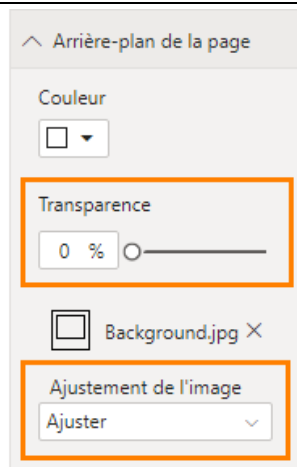 Arrière-plan de la page
Couleur
Transparence
0 %
Background.jpg
Ajustement de l'image
Ajuster